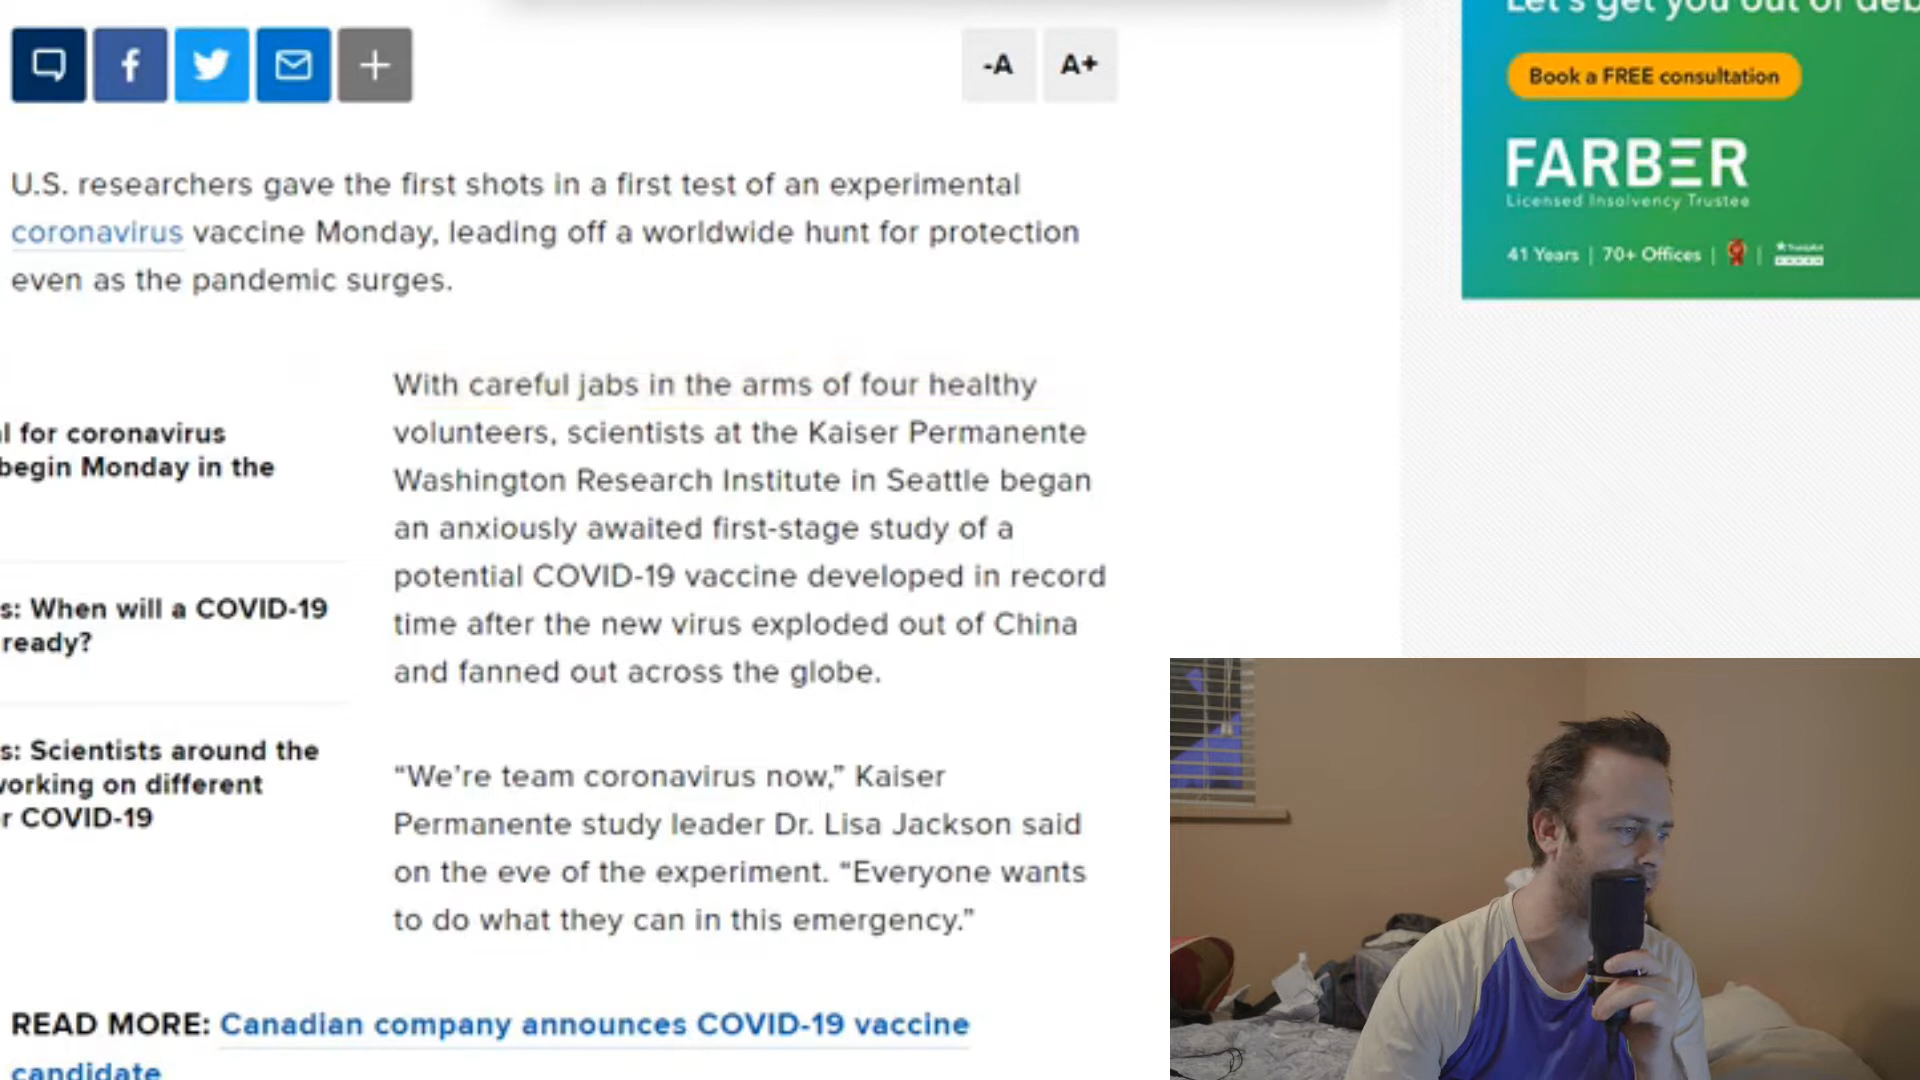 -A A+
U.S. researchers gave the first shots in a first test of an experimental
coronavirus vaccine Monday, leading off a worldwide hunt for protection
even as the pandemic surges.
for coronavirus
begin Monday in the
s: When will a COVID-19
ready?
s: Scientists around the
working on different
r COVID-19
With careful jabs in the arms of four healthy
volunteers, scientists at the Kaiser Permanente
Washington Research Institute in Seattle began
an anxiously awaited first-stage study of a
potential COVID-19 vaccine developed in record
time after the new virus exploded out of China
and fanned out across the globe.
“We’re team coronavirus now,” Kaiser
Permanente study leader Dr. Lisa Jackson said
on the eve of the experiment. “Everyone wants
to do what they can in this emergency.”
READ MORE: Canadian company announces COVID-19 vaccine
candidate
Let's get you out of
Book a FREE consultation
FARBER
Licensed Insolvency Trustee
41 Years | 70+ Offices |